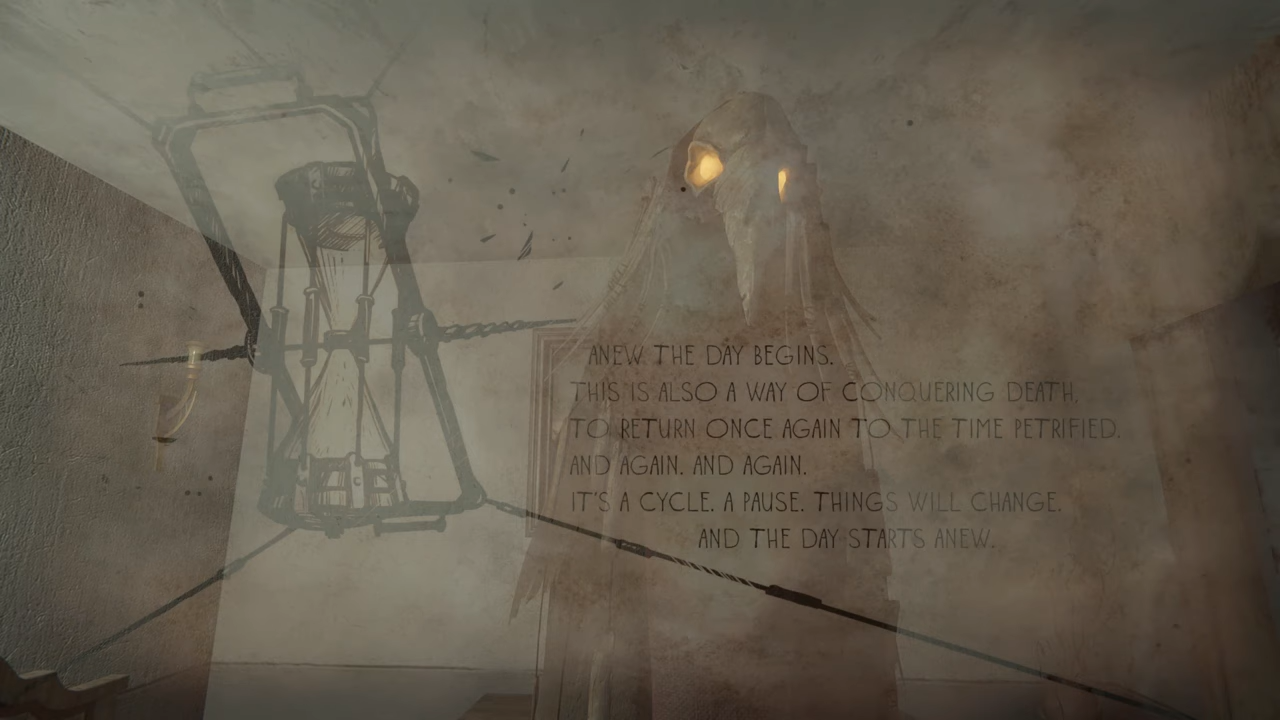 ANEW THE DAY BEGINS.
THIS IS ALSO A WAY OF CONQUERING DEATH,
TO RETURN ONCE AGAIN TO THE TIME PETRIFIED.
AND AGAIN. AND AGAIN.
IT'S A CYCLE. A PAUSE. THINGS WILL CHANGE.
AND THE DAY STARTS ANEW.